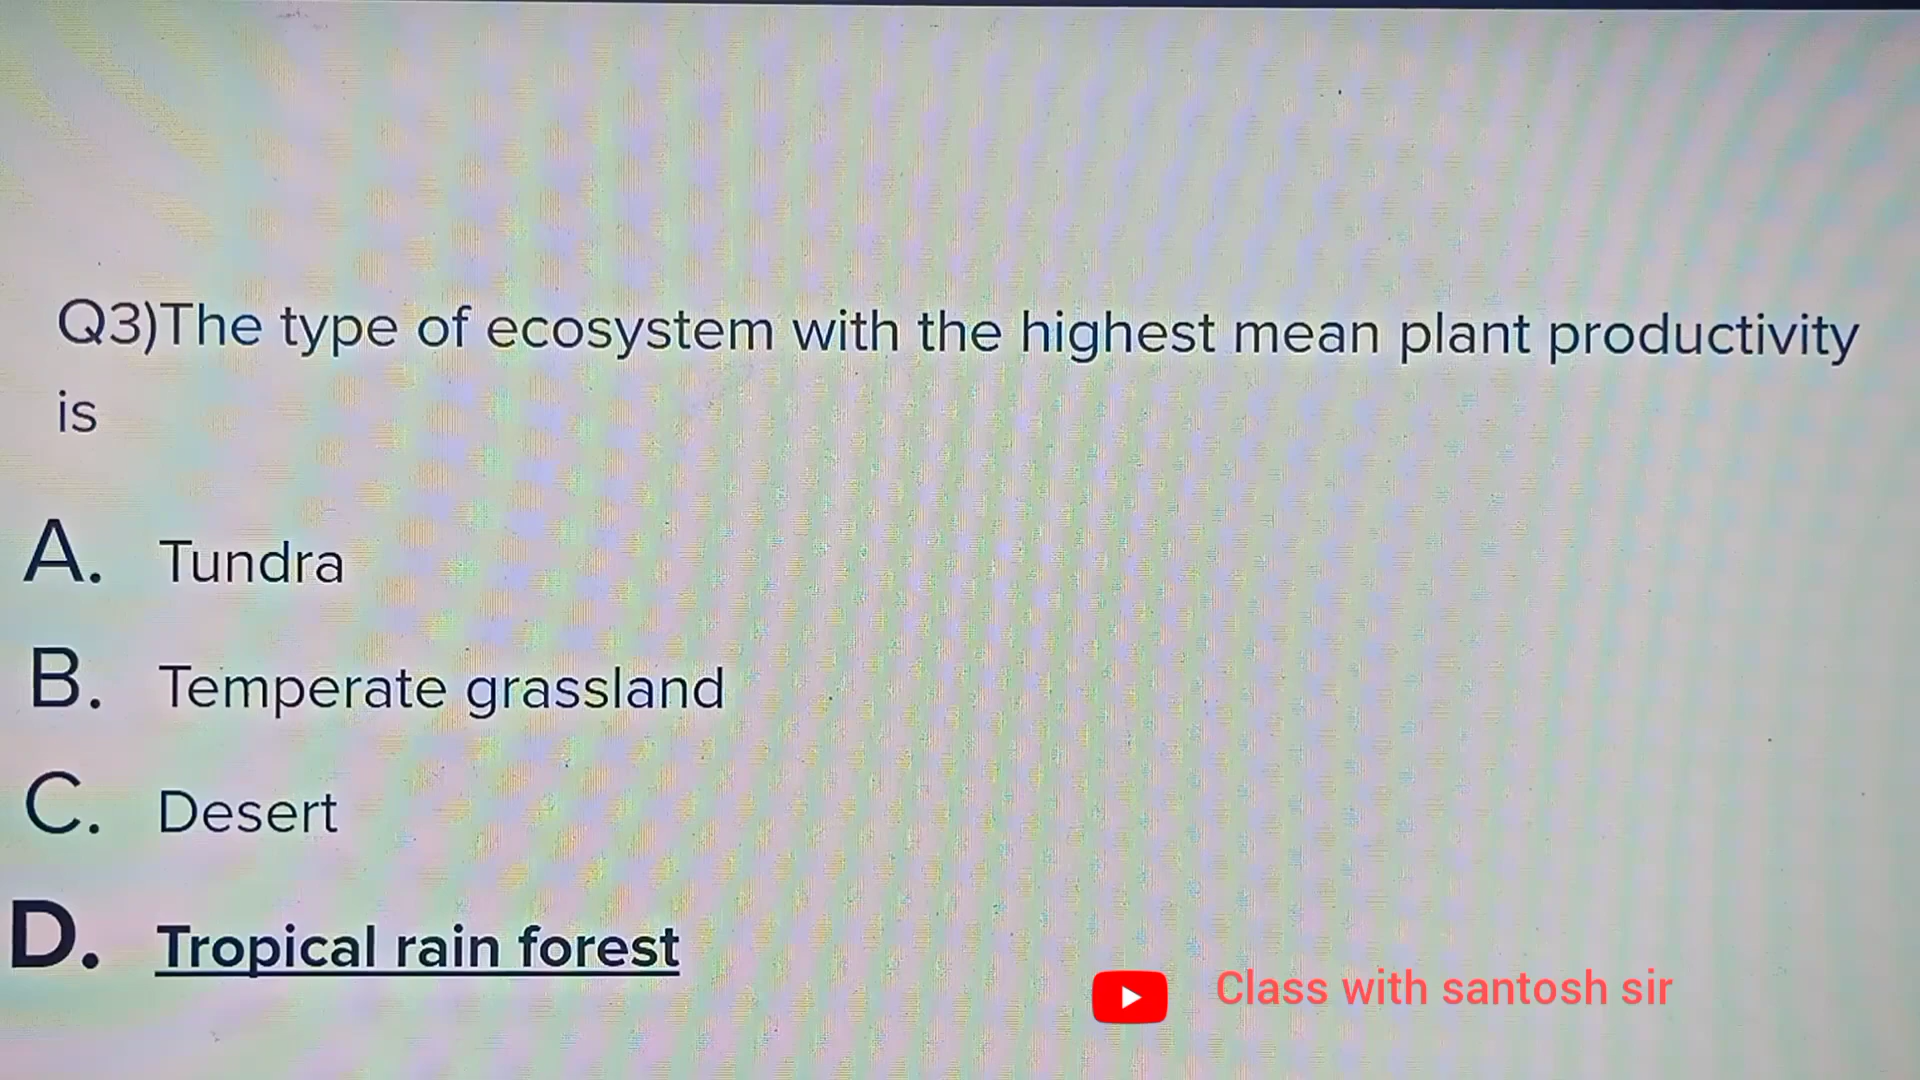 Q3)The type of ecosystem with the highest mean plant productivity
is
A. Tundra
B. Temperate grassland
C. Desert
D. Tropical rain forest
Class with santosh sir